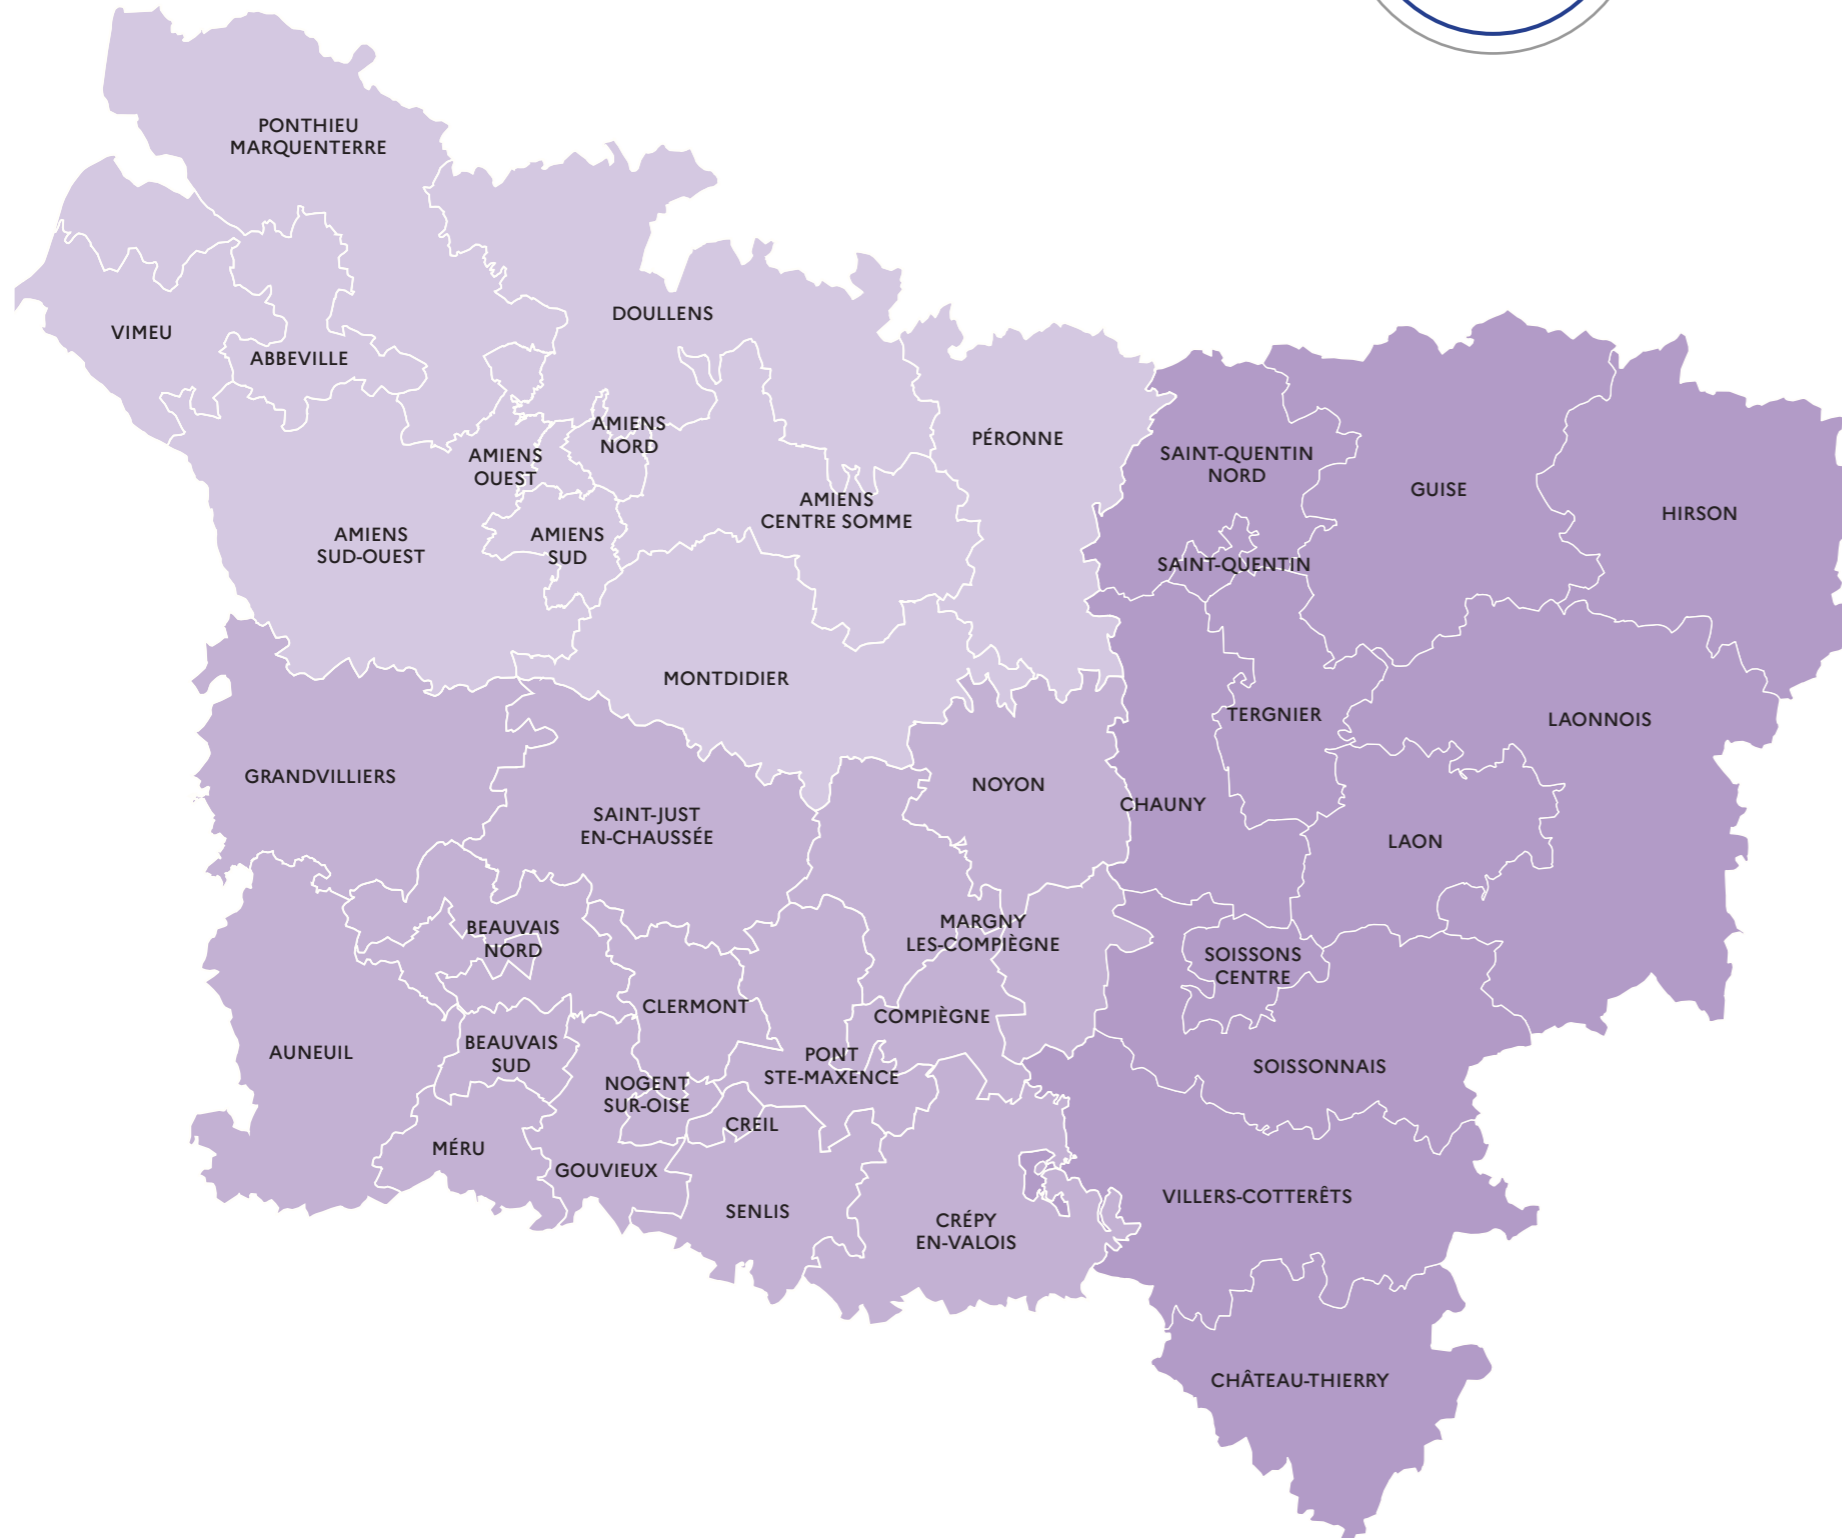 PONTHIEU
MARQUENTERRE
DOULLENS
VIMEU
ABBEVILLE
AMIENS
NORD
PÉRONNE
AMIENS
OUEST
SAINT-QUENTIN
NORD
GUISE
AMIENS
CENTRE SOMME
HIRSON
AMIENS
SUD-OUEST
AMIENS
SUD
SAINT-QUENTIN
MONTDIDIER
TERGNIER
LAONNOIS
GRANDVILLIERS
NOYON
CHAUNY
SAINT-JUST
EN-CHAUSSÉE
LAON
BEAUVAIS
NORD
MARGNY
LES-COMPIÈGNE
SOISSONS
CENTRE
CLERMONT
COMPIÈGNE
AUNEUIL
BEAUVAIS
SUD
PONT
STE-MAXENCE
SOISSONNAIS
NOGENT
SUR-OISE
CREIL
MÉRU
GOUVIEUX
VILLERS-COTTERÊTS
SENLIS
CRÉPY
EN-VALOIS
CHÂTEAU-THIERRY